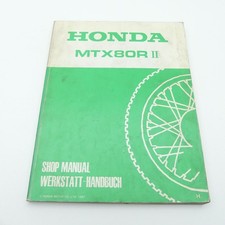 HONDA
MTX80R II
SHOP MANUAL
WERKSTATT-HANDBUCH